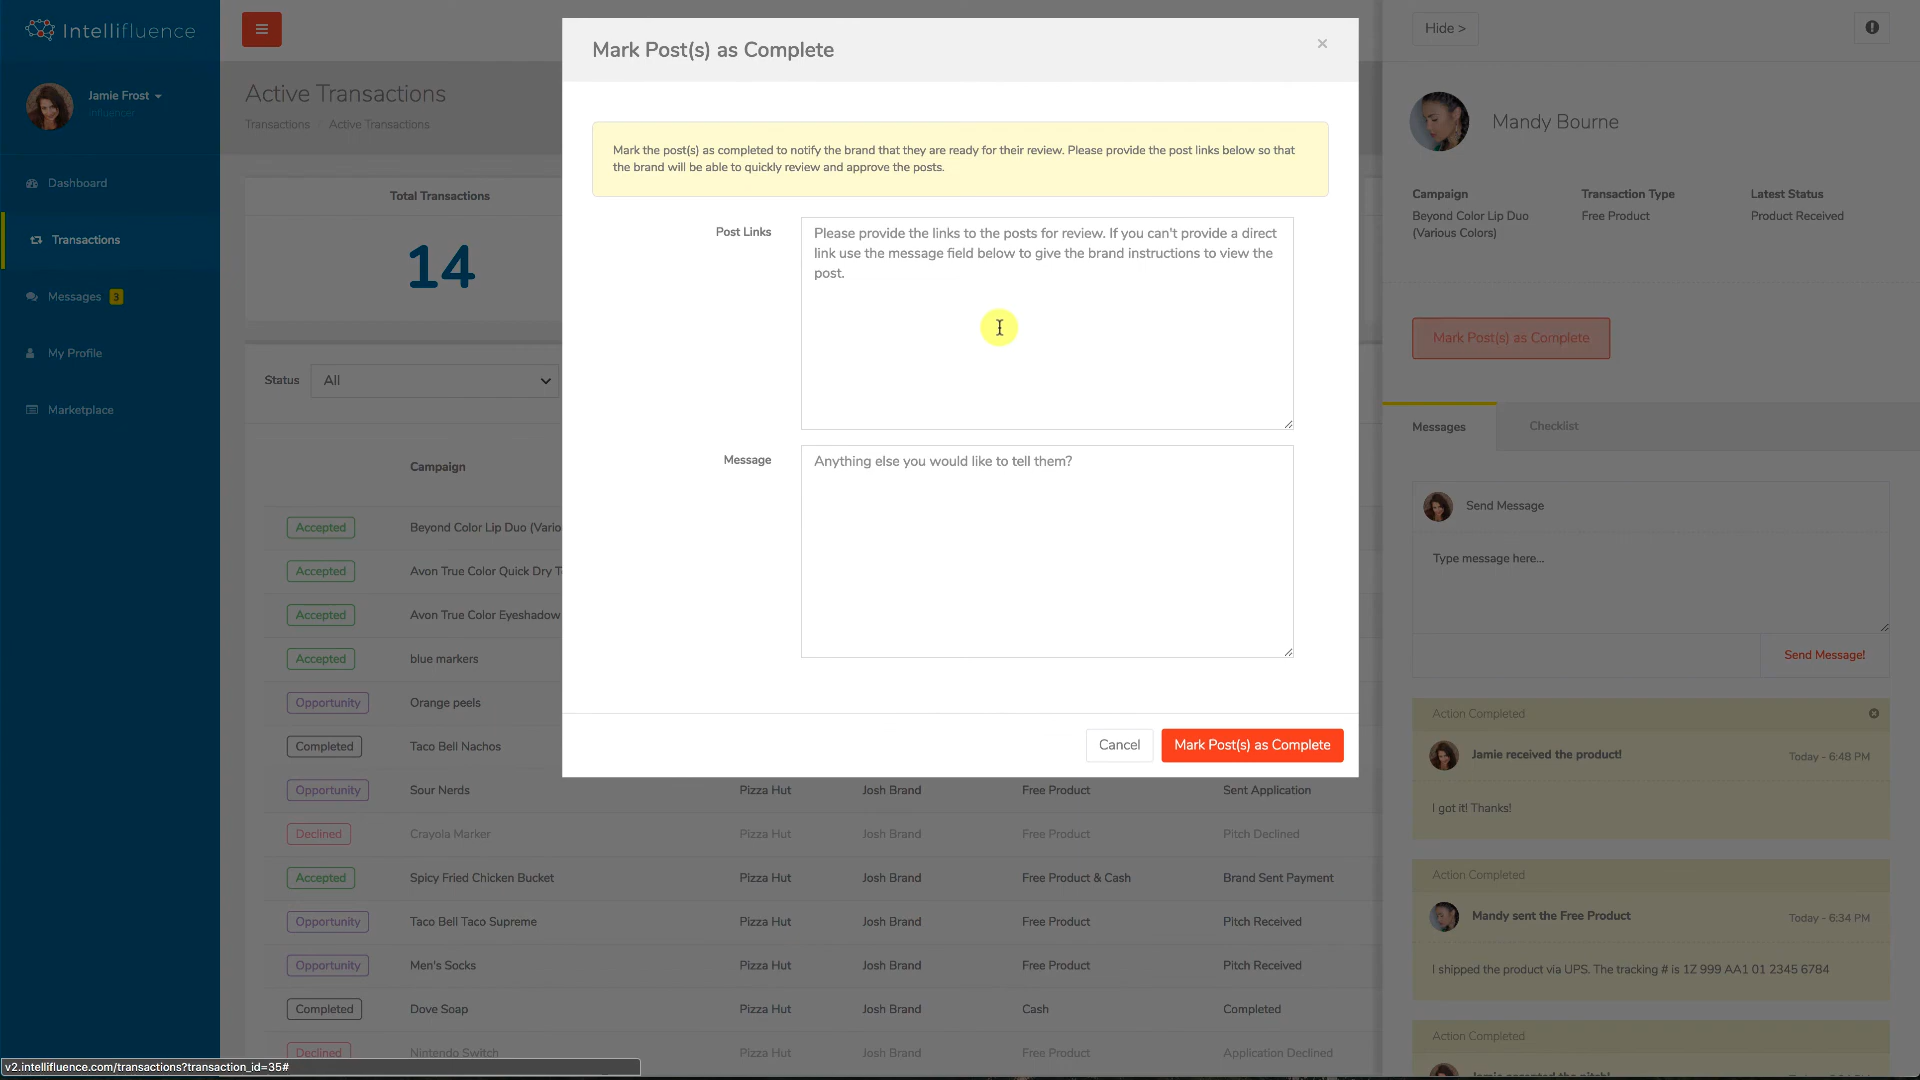 Intellifluence
Jamie Frost
influencer
Dashboard
Transactions
Messages 3
My Profile
Marketplace
Active Transactions
Transactions / Active Transactions
Total Transactions
14
Status All
Campaign
Accepted Beyond Color Lip Duo (Vario
Accepted Avon True Color Quick Dry T
Accepted Avon True Color Eyeshadow
Accepted blue markers
Opportunity Orange peels
Completed Taco Bell Nachos
Opportunity Sour Nerds Pizza Hut Josh Brand Free Product Sent Application
Declined Crayola Marker Pizza Hut Josh Brand Free Product Pitch Declined
Accepted Spicy Fried Chicken Bucket Pizza Hut Josh Brand Free Product & Cash Brand Sent Payment
Opportunity Taco Bell Taco Supreme Pizza Hut Josh Brand Free Product Pitch Received
Opportunity Men's Socks Pizza Hut Josh Brand Free Product Pitch Received
Completed Dove Soap Pizza Hut Josh Brand Cash Completed
Declined Nintendo Switch Pizza Hut Josh Brand Free Product Application Declined
v2.intellifluence.com/transactions?transaction_id=35#
Mark Post(s) as Complete ×
Mark the post(s) as completed to notify the brand that they are ready for their review. Please provide the post links below so that
the brand will be able to quickly review and approve the posts.
Post Links
Please provide the links to the posts for review. If you can't provide a direct
link use the message field below to give the brand instructions to view the
post.
Message
Anything else you would like to tell them?
Cancel
Mark Post(s) as Complete
Hide >
Mandy Bourne
Campaign Transaction Type Latest Status
Beyond Color Lip Duo Free Product Product Received
(Various Colors)
Mark Post(s) as Complete
Messages Checklist
Send Message
Type message here...
Send Message!
Action Completed
Jamie received the product! Today - 6:48 PM
I got it! Thanks!
Action Completed
Mandy sent the Free Product Today - 6:34 PM
I shipped the product via UPS. The tracking # is 1Z 999 AA1 01 2345 6784
Action Completed
Jamie accepted the pitch!